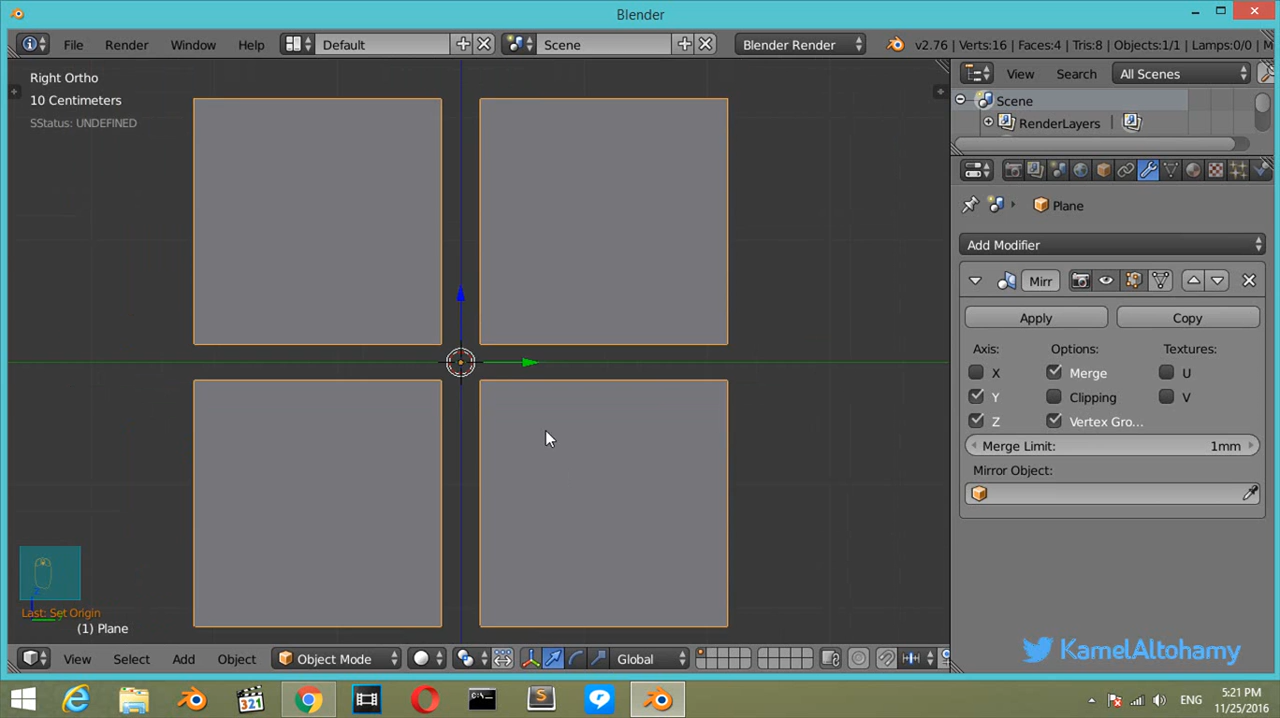 Blender
File Render Window Help Default Scene Blender Render v2.76 | Verts:16 | Faces:4 | Tris:8 | Objects:1/1 | Lamps:0/0 | M
Right Ortho
10 Centimeters
SStatus: UNDEFINED
View Search All Scenes
Scene
RenderLayers
Plane
Add Modifier
Mirr
Apply Copy
Axis: Options: Textures:
X Merge U
Y Clipping V
Z Vertex Gro...
Merge Limit: 1mm
Mirror Object:
Last: Set Origin
(1) Plane
View Select Add Object Object Mode Global
KamelAltohamy
321
ENG
5:21 PM
11/25/2016